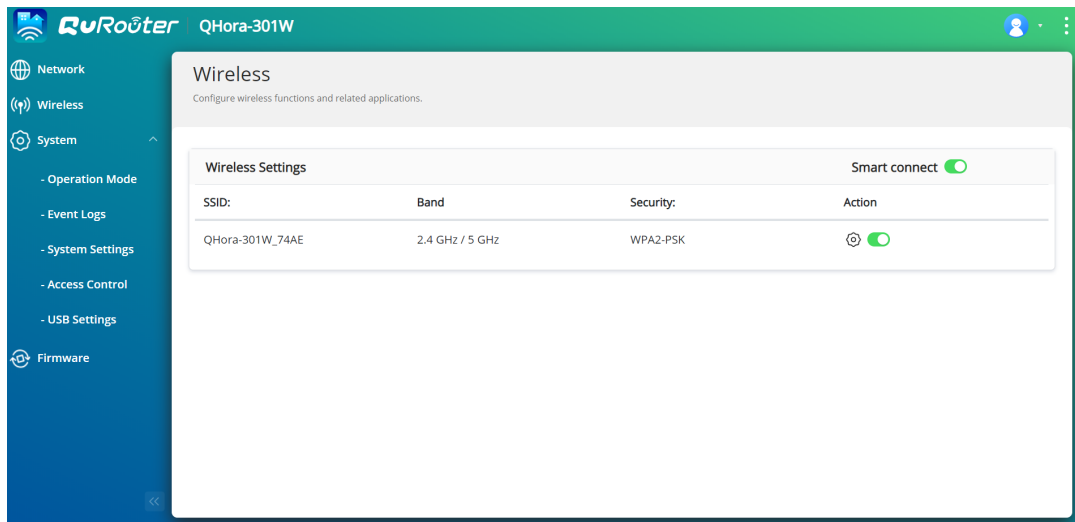 QuRouter QHora-301W
Network
Wireless
System
- Operation Mode
- Event Logs
- System Settings
- Access Control
- USB Settings
Firmware
Wireless
Configure wireless functions and related applications.
Wireless Settings Smart connect
SSID: Band Security: Action
QHora-301W_74AE 2.4 GHz / 5 GHz WPA2-PSK